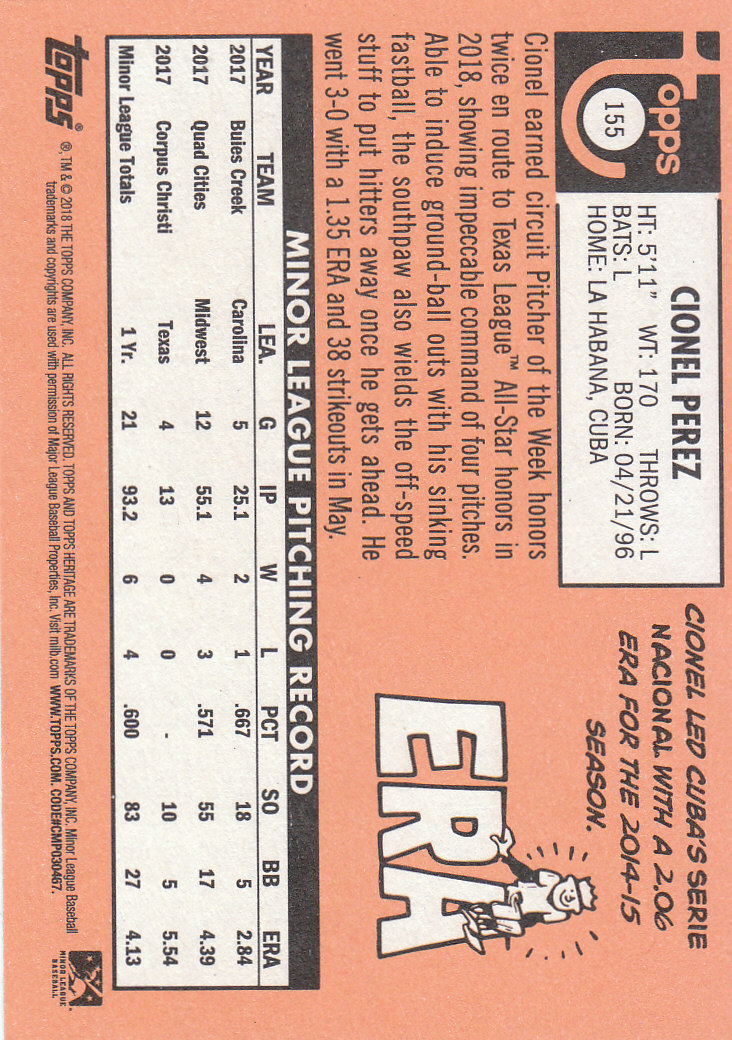 topps
155
CIONEL PEREZ
HT: 5'11" WT: 170 THROWS: L
BATS: L BORN: 04/21/96
HOME: LA HABANA, CUBA
Cionel earned circuit Pitcher of the Week honors
twice en route to Texas League™ All-Star honors in
2018, showing impeccable command of four pitches.
Able to induce ground-ball outs with his sinking
fastball, the southpaw also wields the off-speed
stuff to put hitters away once he gets ahead. He
went 3-0 with a 1.35 ERA and 38 strikeouts in May.
CIONEL LED CUBA'S SERIE
NACIONAL WITH A 2.06
ERA FOR THE 2014-15
SEASON.
ERA
MINOR LEAGUE PITCHING RECORD
YEAR TEAM LEA. G IP W L PCT SO BB ERA
2017 Buies Creek Carolina 5 25.1 2 1 .667 18 5 2.84
2017 Quad Cities Midwest 12 55.1 4 3 .571 55 17 4.39
2017 Corpus Christi Texas 4 13 0 0 - 10 5 5.54
Minor League Totals 1 Yr. 21 93.2 6 4 .600 83 27 4.13
topps®
®, TM & © 2018 THE TOPPS COMPANY, INC. ALL RIGHTS RESERVED. TOPPS AND TOPPS HERITAGE ARE TRADEMARKS OF THE TOPPS COMPANY, INC. Minor League Baseball
trademarks and copyrights are used with permission of Major League Baseball Properties, Inc. Visit milb.com WWW.TOPPS.COM. CODE#CMP030467.
MINOR LEAGUE
BASEBALL